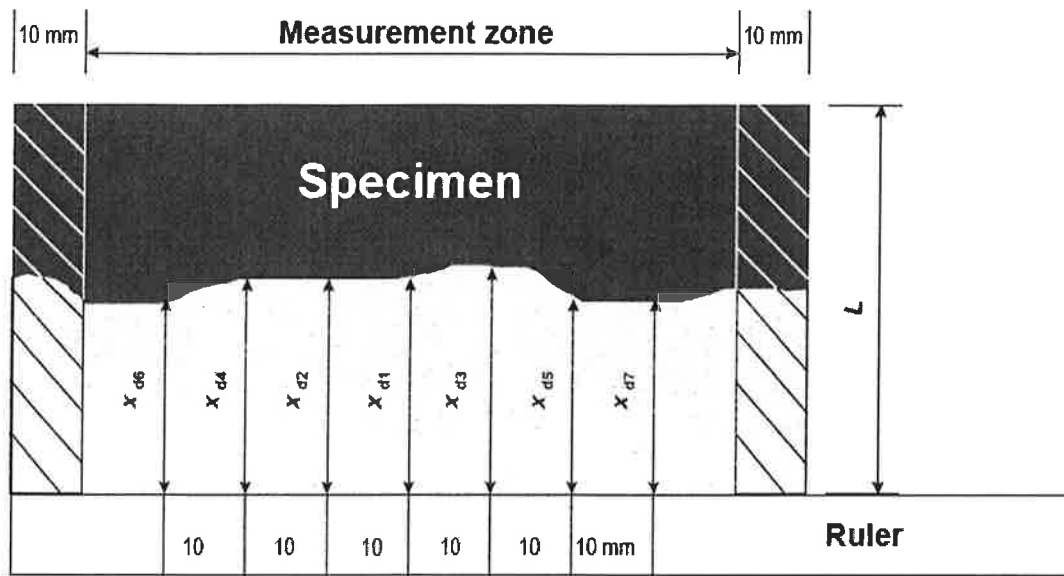 10 mm Measurement zone 10 mm
Specimen
L
x d6 x d4 x d2 x d1 x d3 x d5 x d7
10 10 10 10 10 10 mm Ruler